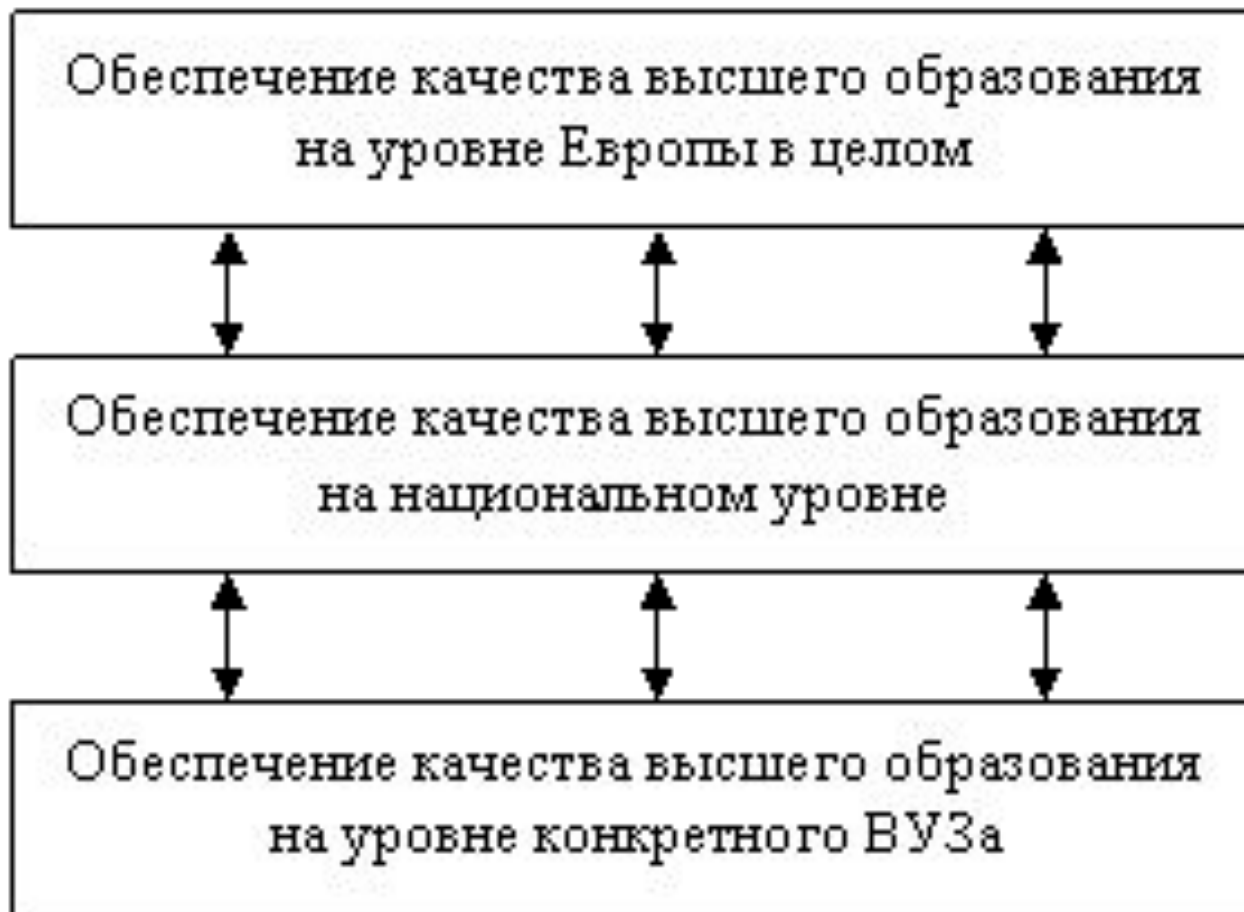 Обеспечение качества высшего образования
на уровне Европы в целом
Обеспечение качества высшего образования
на национальном уровне
Обеспечение качества высшего образования
на уровне конкретного ВУЗа